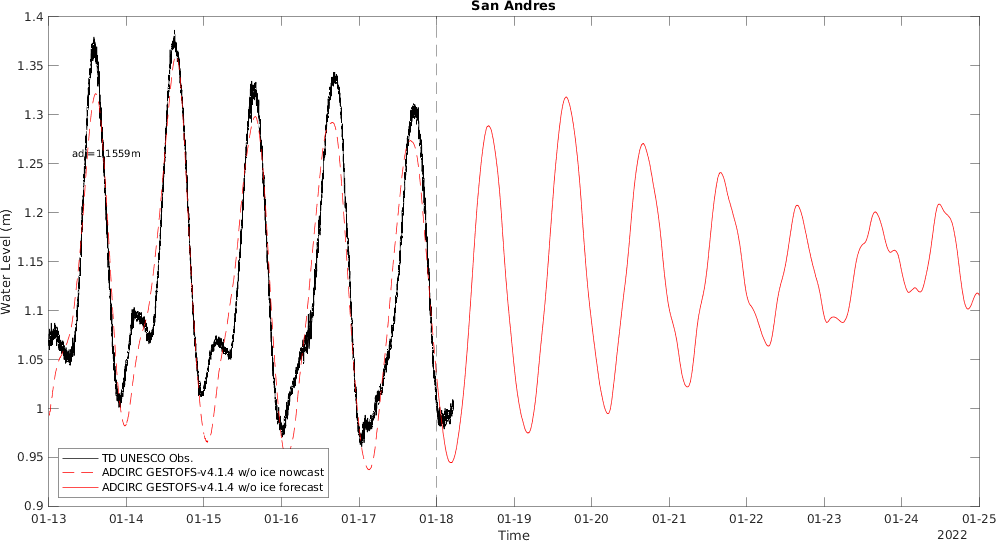 San Andres
1.4
1.35
1.3
1.25
1.2
1.15
1.1
1.05
1
0.95
0.9
Water Level (m)
adj=1.1559m
TD UNESCO Obs.
ADCIRC GESTOFS-v4.1.4 w/o ice nowcast
ADCIRC GESTOFS-v4.1.4 w/o ice forecast
01-13 01-14 01-15 01-16 01-17 01-18 01-19 01-20 01-21 01-22 01-23 01-24 01-25
Time
2022